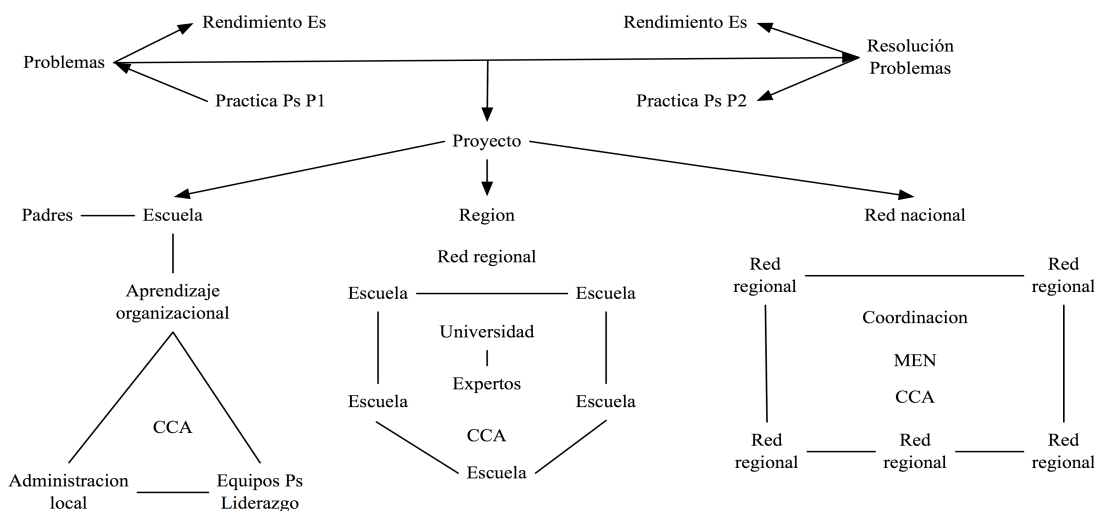 Rendimiento Es
Rendimiento Es
Problemas
Resolución
Problemas
Practica Ps P1
Practica Ps P2
Proyecto
Padres
Escuela
Region
Red nacional
Red regional
Aprendizaje
organizacional
Escuela
Escuela
Red
regional
Red
regional
Universidad
Coordinacion
Expertos
MEN
Escuela
Escuela
CCA
CCA
CCA
Escuela
Red
regional
Red
regional
Red
regional
Administracion
local
Equipos Ps
Liderazgo